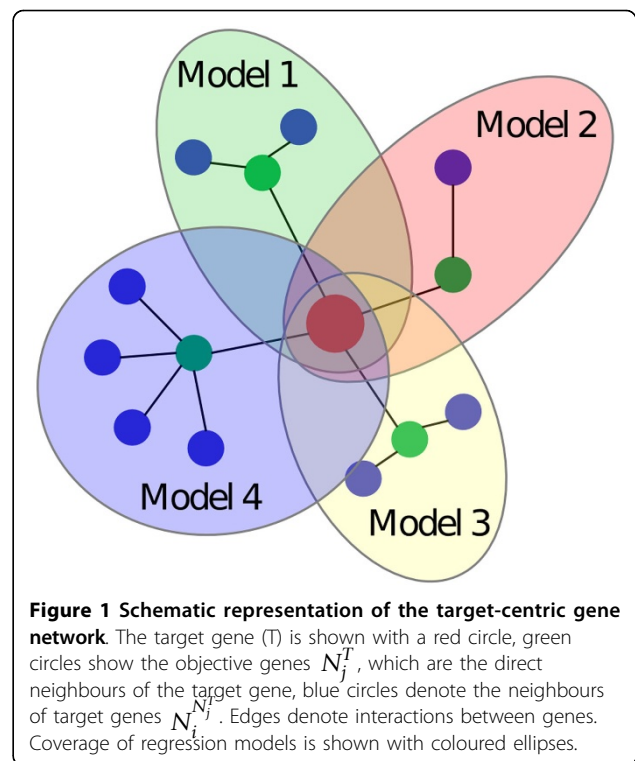 Model 1
Model 2
Model 4
Model 3
Figure 1 Schematic representation of the target-centric gene
network. The target gene (T) is shown with a red circle, green
circles show the objective genes N_j^T, which are the direct
neighbours of the target gene, blue circles denote the neighbours
of target genes N_i^{N_j^T}. Edges denote interactions between genes.
Coverage of regression models is shown with coloured ellipses.